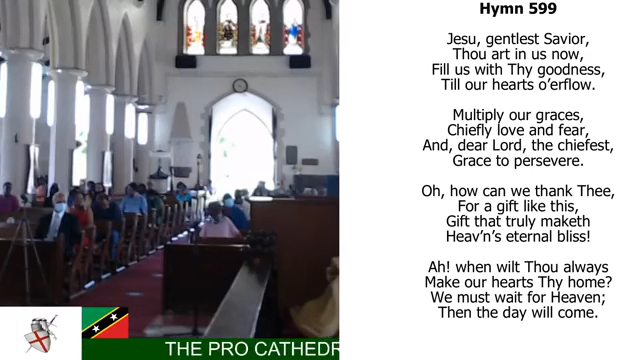 Hymn 599
Jesu, gentlest Savior,
Thou art in us now,
Fill us with Thy goodness,
Till our hearts o’erflow.
Multiply our graces,
Chiefly love and fear,
And, dear Lord, the chiefest,
Grace to persevere.
Oh, how can we thank Thee,
For a gift like this,
Gift that truly maketh
Heav’n’s eternal bliss!
Ah! when wilt Thou always
Make our hearts Thy home?
We must wait for Heaven;
Then the day will come.
THE PRO CATHEDR